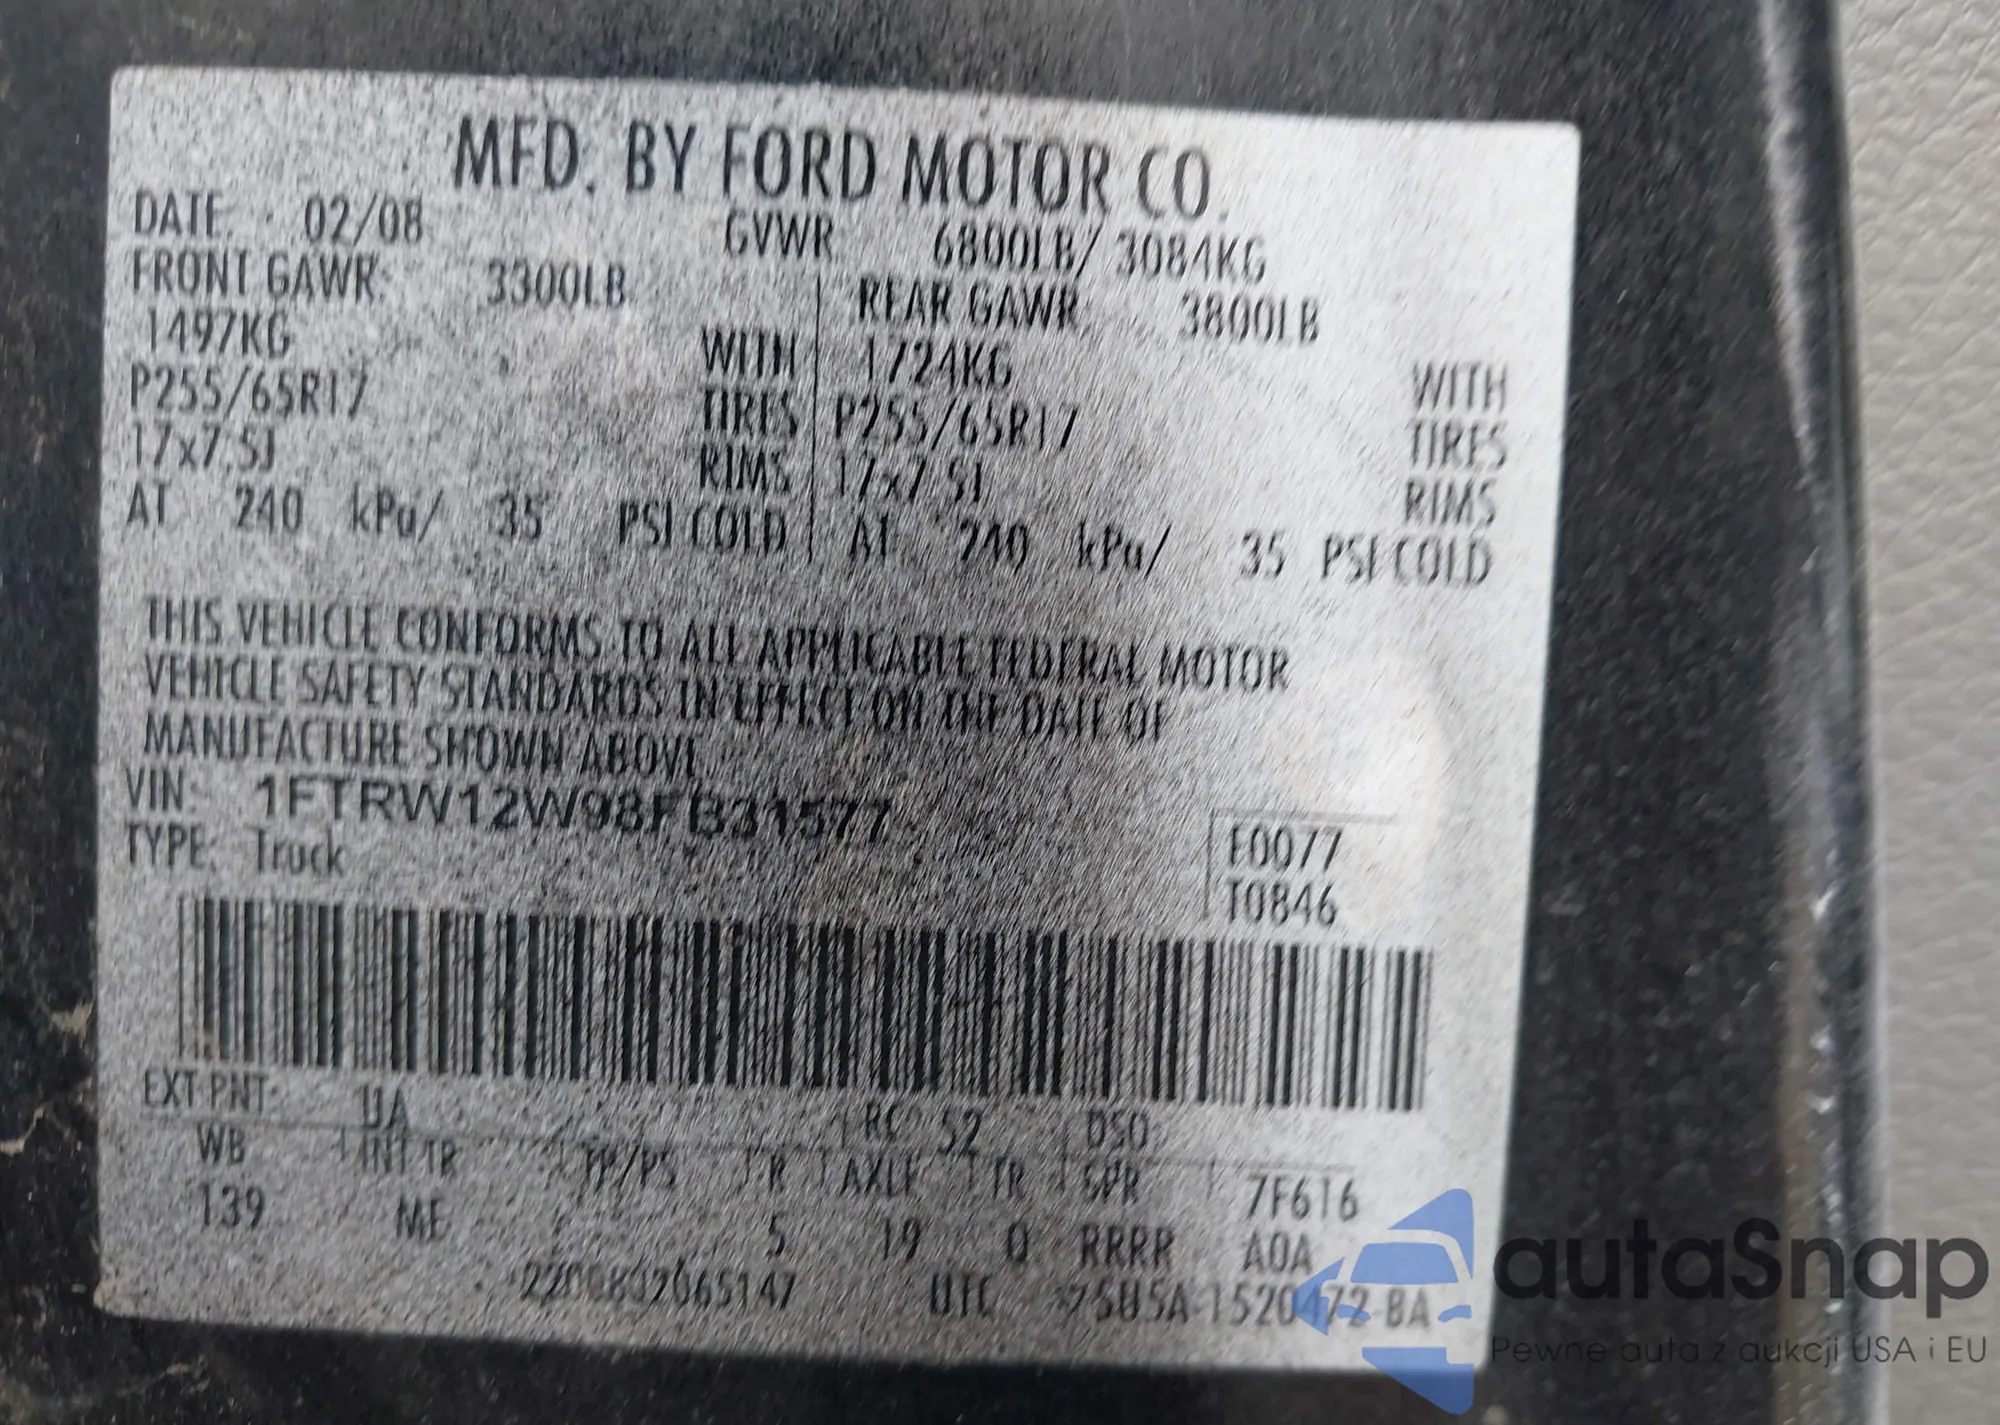 MFD. BY FORD MOTOR CO.
DATE: 02/08 GVWR 6800LB/ 3084KG
FRONT GAWR: 3300LB REAR GAWR 3800LB
1497KG WITH 1724KG WITH
P255/65R17 TIRES P255/65R17 TIRES
17x7.5J RIMS 17x7.5J RIMS
AT 240 kPa/ 35 PSI COLD AT 240 kPa/ 35 PSI COLD
THIS VEHICLE CONFORMS TO ALL APPLICABLE FEDERAL MOTOR
VEHICLE SAFETY STANDARDS IN EFFECT ON THE DATE OF
MANUFACTURE SHOWN ABOVE
VIN: 1FTRW12W98FB31577
TYPE: Truck
F0077
T0846
EXT PNT: UA RC: 52 DSO:
WB INT TR TP/PS R AXLE TR SPR 7F6T6
139 ME 5 19 Q RRRR A0A
UTC
autaSnap
Pewne auta z aukcji USA i EU